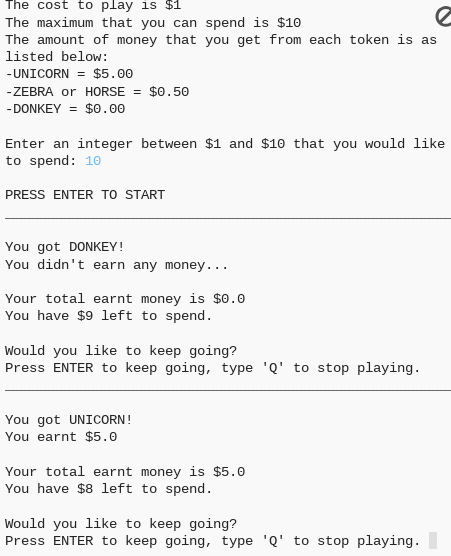 The cost to play is $1
The maximum that you can spend is $10
The amount of money that you get from each token is as
listed below:
-UNICORN = $5.00
-ZEBRA or HORSE = $0.50
-DONKEY = $0.00
Enter an integer between $1 and $10 that you would like
to spend: 10
PRESS ENTER TO START
You got DONKEY!
You didn't earn any money...
Your total earnt money is $0.0
You have $9 left to spend.
Would you like to keep going?
Press ENTER to keep going, type 'Q' to stop playing.
You got UNICORN!
You earnt $5.0
Your total earnt money is $5.0
You have $8 left to spend.
Would you like to keep going?
Press ENTER to keep going, type 'Q' to stop playing.